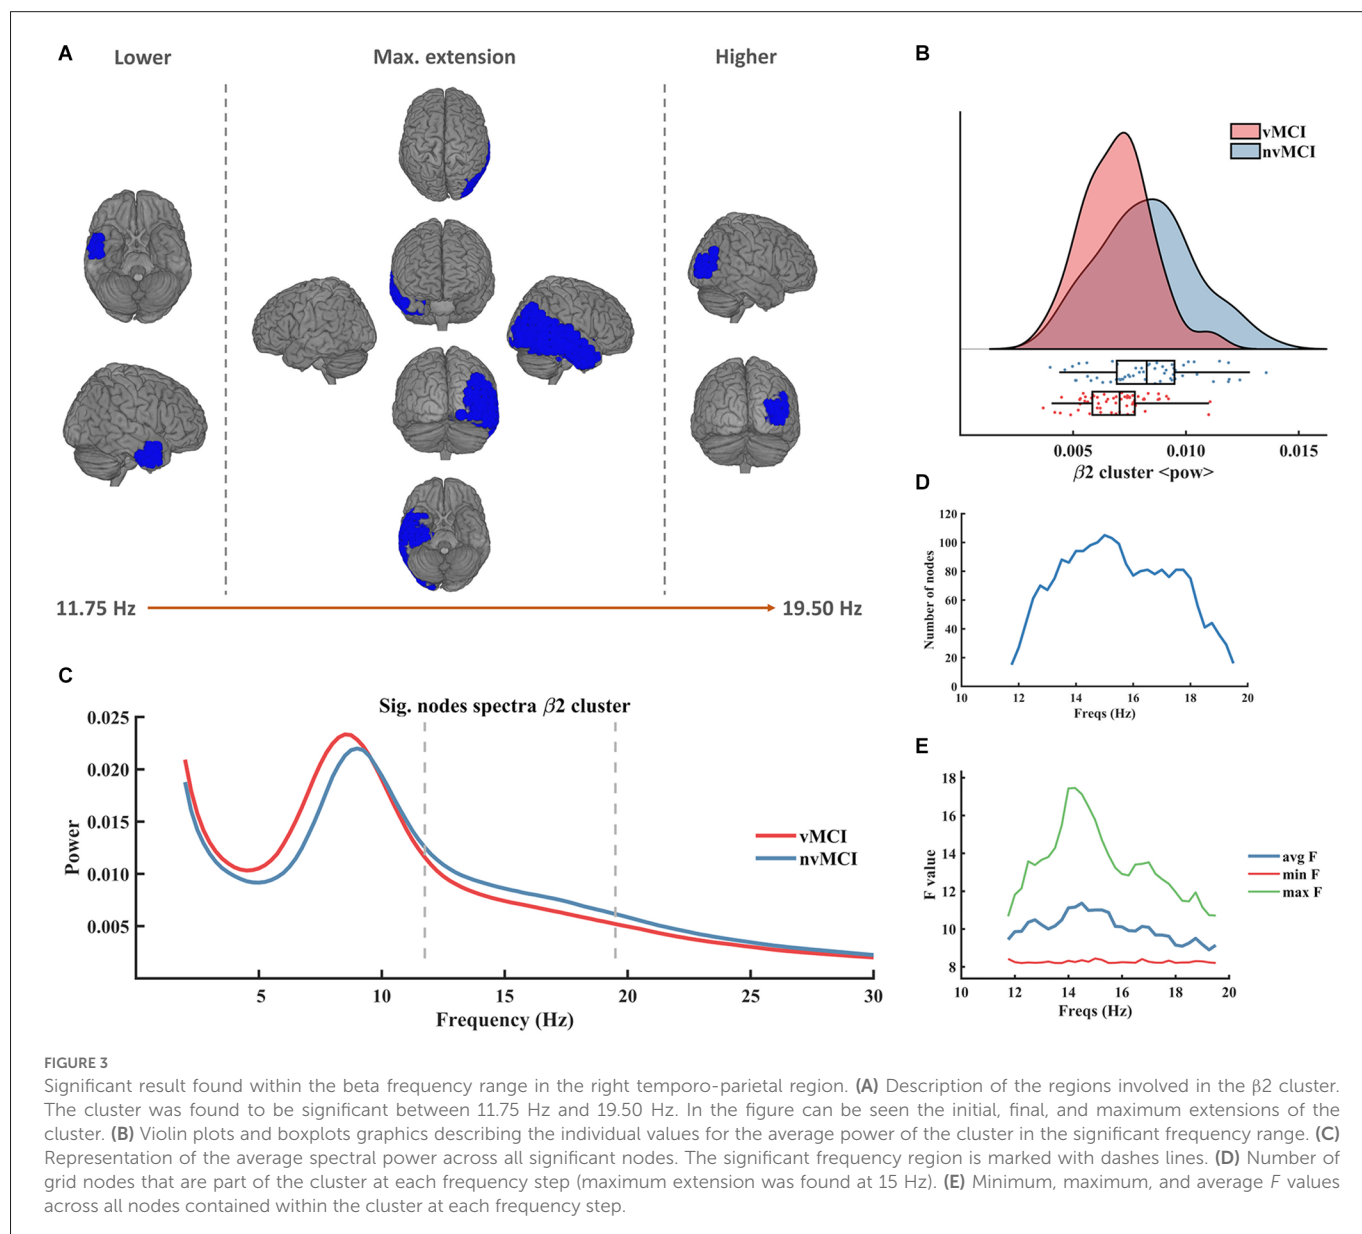 A
Lower
Max. extension
Higher
11.75 Hz
19.50 Hz
B
vMCI
nvMCI
0.005
0.010
0.015
β2 cluster <pow>
C
Sig. nodes spectra β2 cluster
0.025
0.020
0.015
0.010
0.005
Power
vMCI
nvMCI
5
10
15
20
25
30
Frequency (Hz)
D
120
100
80
60
40
20
0
Number of nodes
10
12
14
16
18
20
Freqs (Hz)
E
18
16
14
12
10
8
F value
avg F
min F
max F
10
12
14
16
18
20
Freqs (Hz)
FIGURE 3
Significant result found within the beta frequency range in the right temporo-parietal region. (A) Description of the regions involved in the β2 cluster.
The cluster was found to be significant between 11.75 Hz and 19.50 Hz. In the figure can be seen the initial, final, and maximum extensions of the
cluster. (B) Violin plots and boxplots graphics describing the individual values for the average power of the cluster in the significant frequency range. (C)
Representation of the average spectral power across all significant nodes. The significant frequency region is marked with dashes lines. (D) Number of
grid nodes that are part of the cluster at each frequency step (maximum extension was found at 15 Hz). (E) Minimum, maximum, and average F values
across all nodes contained within the cluster at each frequency step.